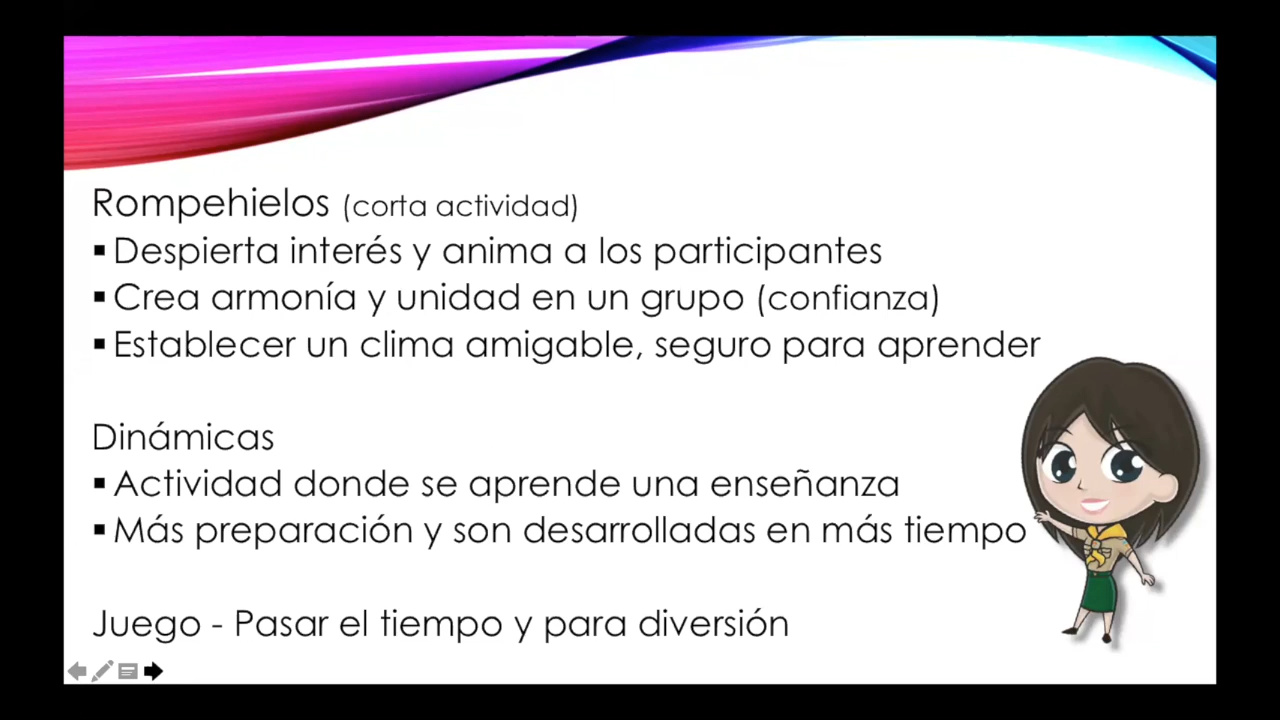 Rompehielos (corta actividad)
▪ Despierta interés y anima a los participantes
▪ Crea armonía y unidad en un grupo (confianza)
▪ Establecer un clima amigable, seguro para aprender
Dinámicas
▪ Actividad donde se aprende una enseñanza
▪ Más preparación y son desarrolladas en más tiempo
Juego - Pasar el tiempo y para diversión